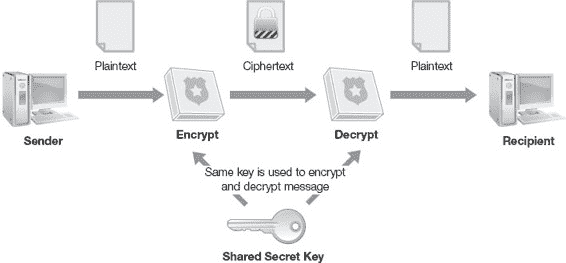 Plaintext
Ciphertext
Plaintext
Sender
Encrypt
Decrypt
Recipient
Same key is used to encrypt
and decrypt message
Shared Secret Key